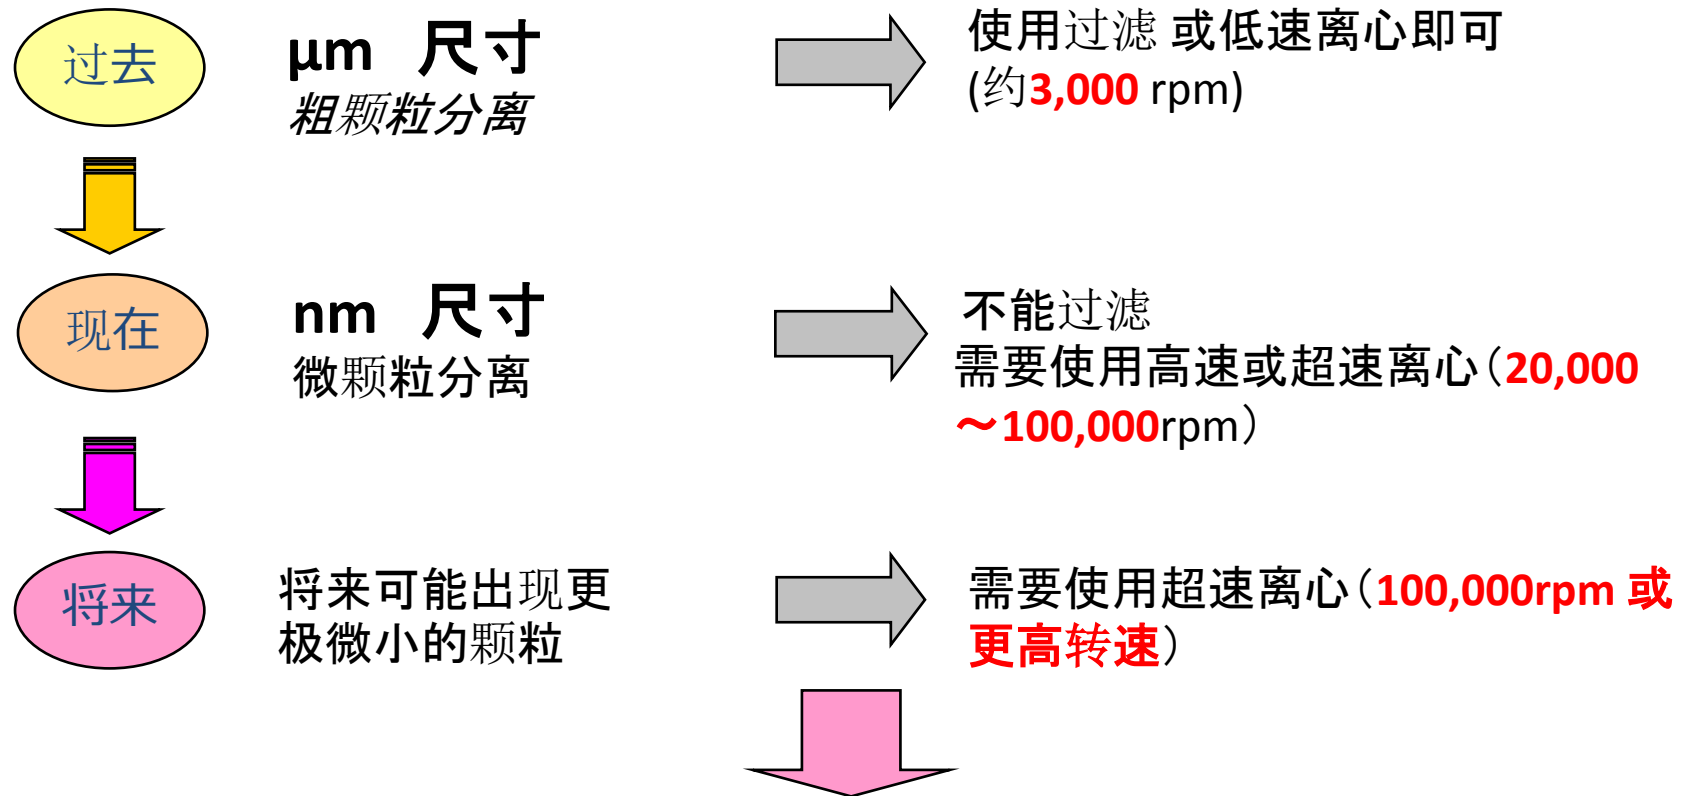 过去
μm 尺寸
粗颗粒分离
使用过滤 或低速离心即可
(约3,000 rpm)
现在
nm 尺寸
微颗粒分离
不能过滤
需要使用高速或超速离心（20,000
～100,000rpm）
将来
将来可能出现更
极微小的颗粒
需要使用超速离心（100,000rpm 或
更高转速）